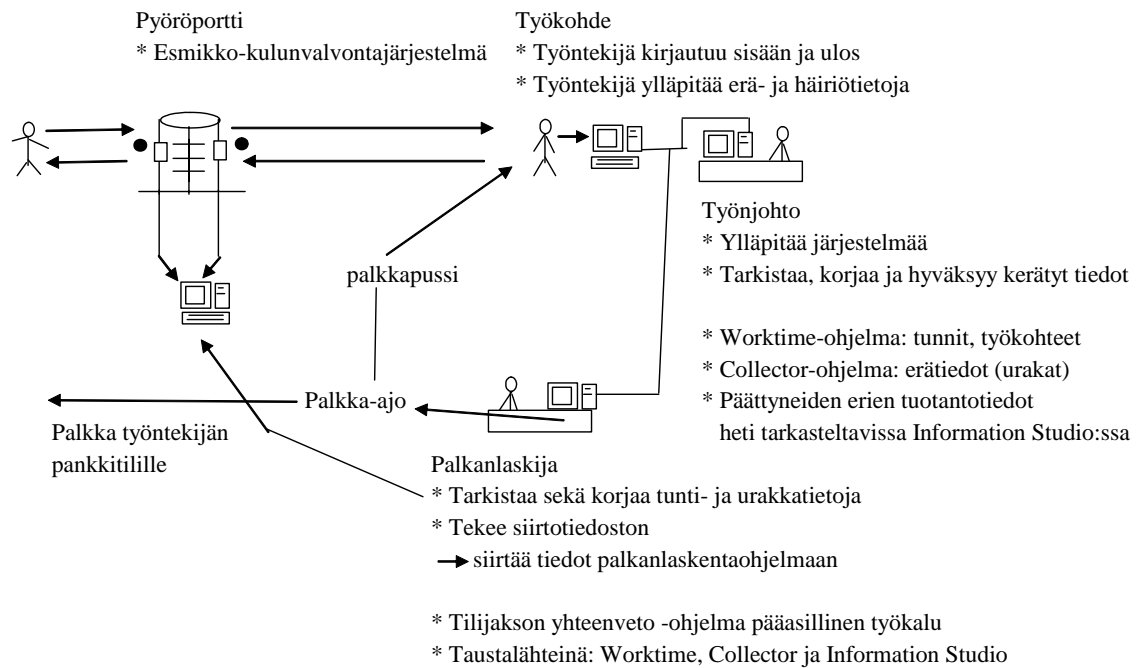 Pyöröportti
* Esmikko-kulunvalvontajärjestelmä
Työkohde
* Työntekijä kirjautuu sisään ja ulos
* Työntekijä ylläpitää erä- ja häiriötietoja
Työnjohto
* Ylläpitää järjestelmää
* Tarkistaa, korjaa ja hyväksyy kerätyt tiedot
* Worktime-ohjelma: tunnit, työkohteet
* Collector-ohjelma: erätiedot (urakat)
* Päättyneiden erien tuotantotiedot
heti tarkasteltavissa Information Studio:ssa
palkkapussi
Palkka-ajo
Palkka työntekijän
pankkitilille
Palkanlaskija
* Tarkistaa sekä korjaa tunti- ja urakkatietoja
* Tekee siirtotiedoston
siirtää tiedot palkanlaskentaohjelmaan
* Tilijakson yhteenveto -ohjelma pääasillinen työkalu
* Taustalähteinä: Worktime, Collector ja Information Studio